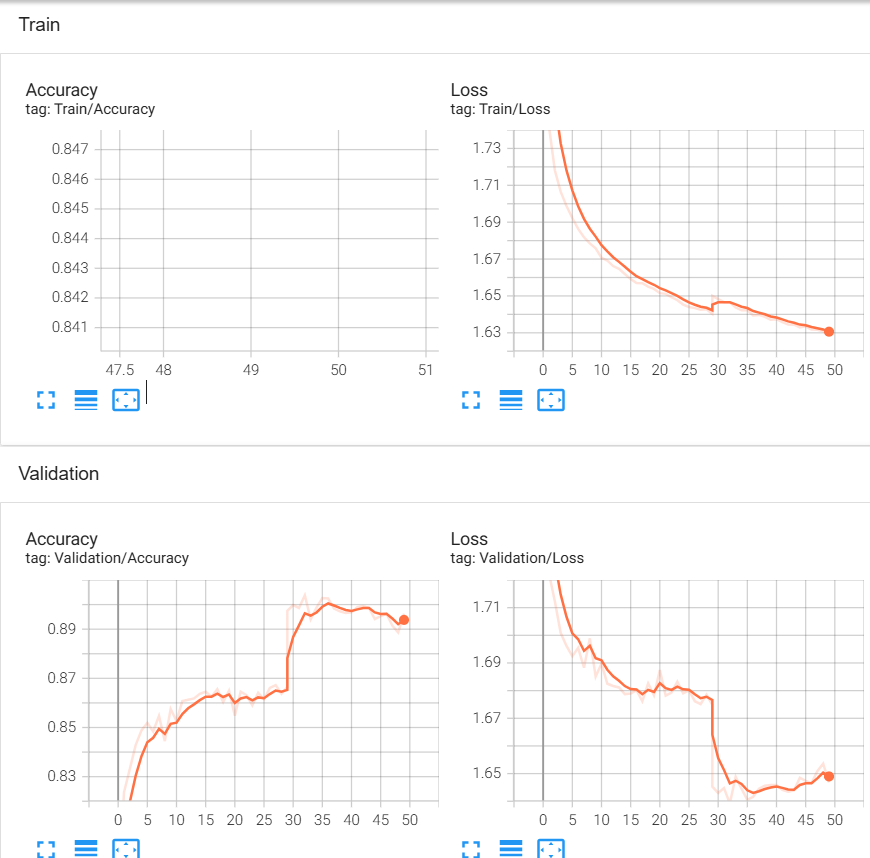 Train
Accuracy
tag: Train/Accuracy
0.847
0.846
0.845
0.844
0.843
0.842
0.841
47.5 48 49 50 51
Loss
tag: Train/Loss
1.73
1.71
1.69
1.67
1.65
1.63
0 5 10 15 20 25 30 35 40 45 50
Validation
Accuracy
tag: Validation/Accuracy
0.89
0.87
0.85
0.83
0 5 10 15 20 25 30 35 40 45 50
Loss
tag: Validation/Loss
1.71
1.69
1.67
1.65
0 5 10 15 20 25 30 35 40 45 50